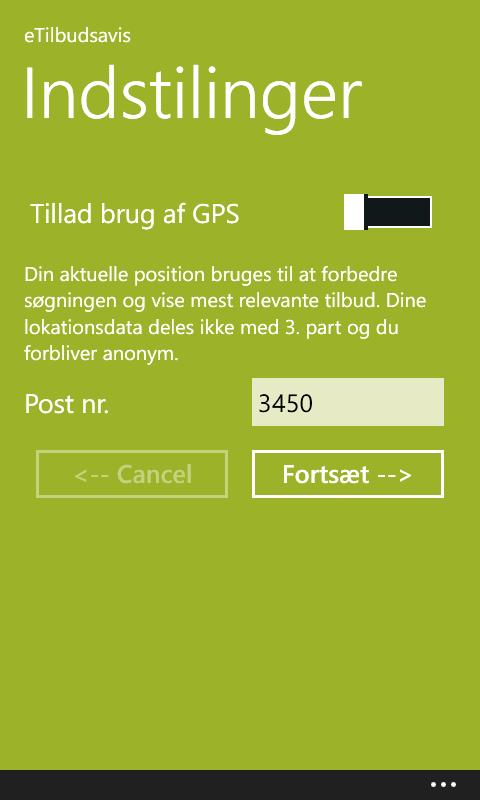 eTilbudsavis
Indstilinger
Tillad brug af GPS
Din aktuelle position bruges til at forbedre
søgningen og vise mest relevante tilbud. Dine
lokationsdata deles ikke med 3. part og du
forbliver anonym.
Post nr. 3450
<-- Cancel Fortsæt -->